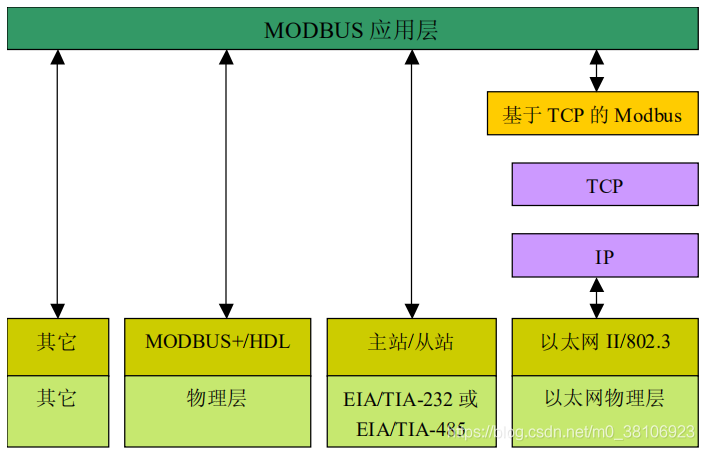 MODBUS 应用层
基于 TCP 的 Modbus
TCP
IP
其它
MODBUS+/HDL
主站/从站
以太网 II/802.3
其它
物理层
EIA/TIA-232 或
EIA/TIA-485
以太网物理层
https://blog.csdn.net/m0_38106923